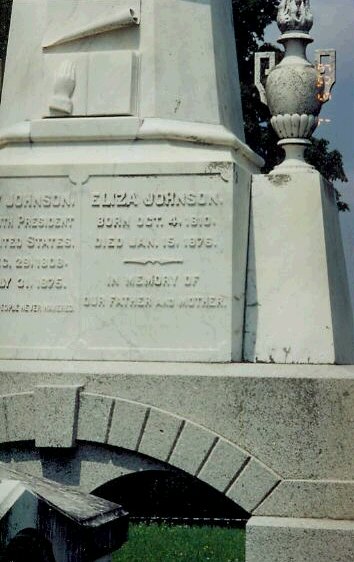 JOHNSON.
TH PRESIDENT
NITED STATES.
C. 29, 1808.
LY 31. 1875.
ELIZA JOHNSON.
BORN OCT. 4. 1810.
DIED JAN. 15, 1876.
IN MEMORY OF
OUR FATHER AND MOTHER.